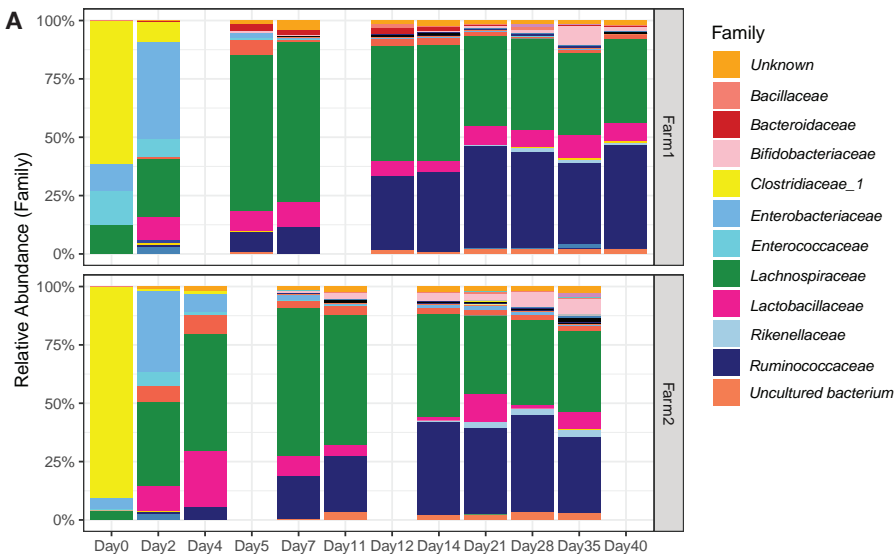 A
Relative Abundance (Family)
100%
75%
50%
25%
0%
Farm1
100%
75%
50%
25%
0%
Farm2
Day0 Day2 Day4 Day5 Day7 Day11 Day12 Day14 Day21 Day28 Day35 Day40
Family
Unknown
Bacillaceae
Bacteroidaceae
Bifidobacteriaceae
Clostridiaceae_1
Enterobacteriaceae
Enterococcaceae
Lachnospiraceae
Lactobacillaceae
Rikenellaceae
Ruminococcaceae
Uncultured bacterium